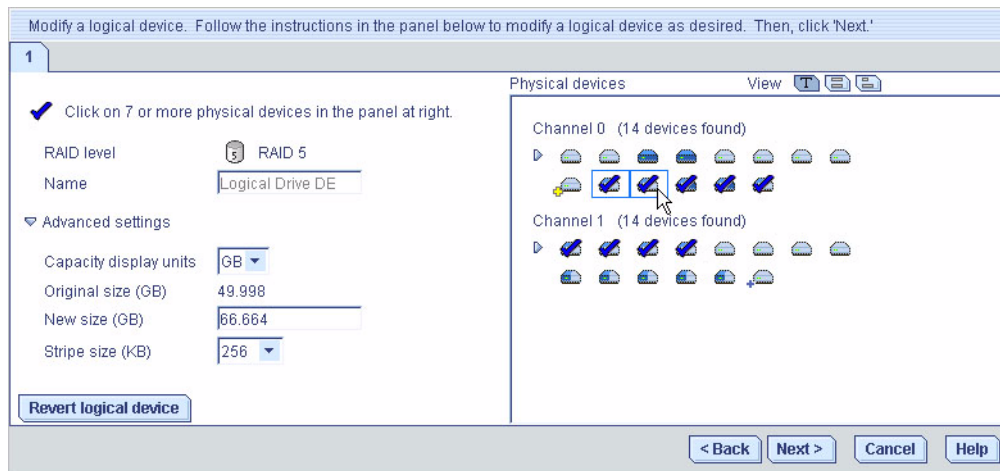 Modify a logical device. Follow the instructions in the panel below to modify a logical device as desired. Then, click 'Next.'
1
Click on 7 or more physical devices in the panel at right.
RAID level
5
RAID 5
Name
Logical Drive DE
Advanced settings
Capacity display units
GB
Original size (GB)
49.998
New size (GB)
66.664
Stripe size (KB)
256
Revert logical device
Physical devices
View
T
Channel 0 (14 devices found)
Channel 1 (14 devices found)
< Back
Next >
Cancel
Help